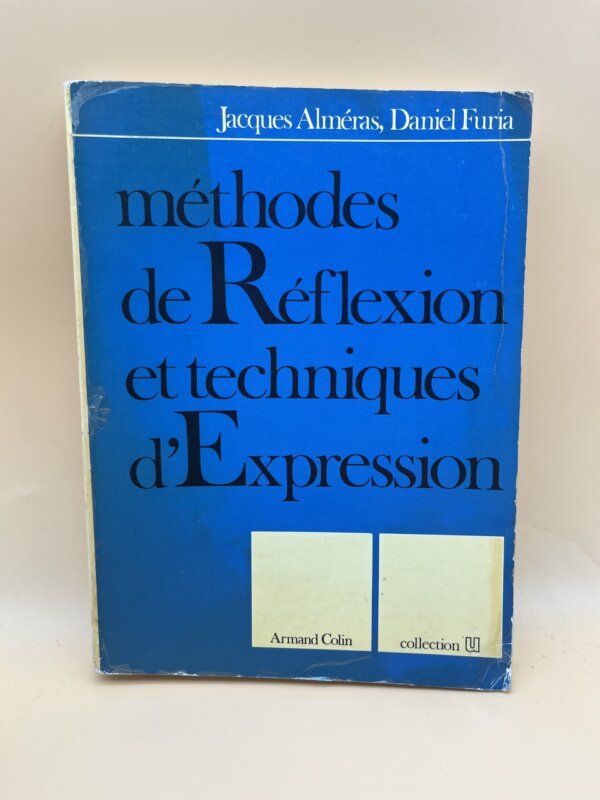 Jacques Alméras, Daniel Furia
méthodes
de Réflexion
et techniques
d'Expression
Armand Colin
collection U